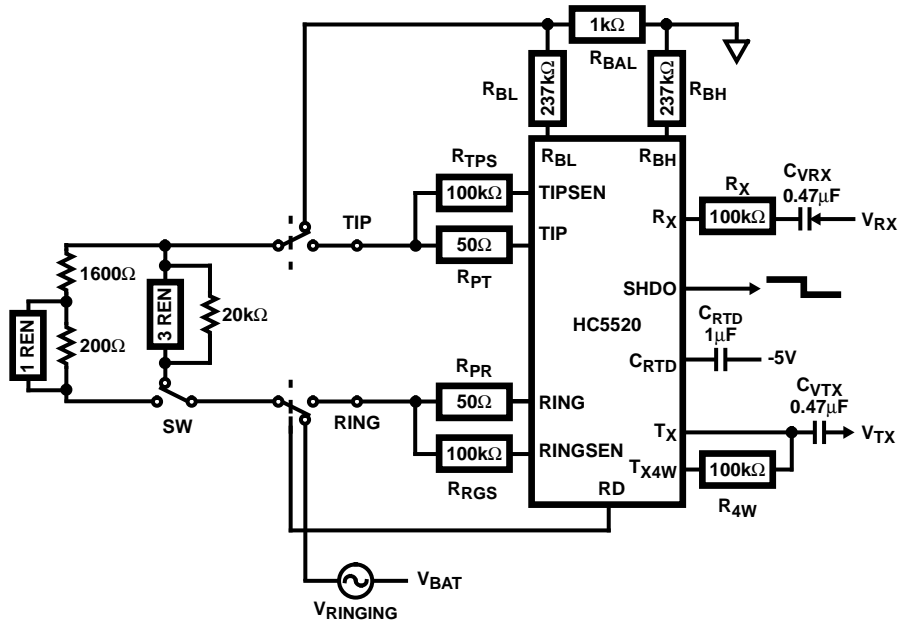 1kΩ
R_BAL
R_BL
237kΩ
237kΩ
R_BH
R_BL
R_BH
R_TPS
100kΩ
TIPSEN
TIP
50Ω
TIP
R_PT
C_VRX
0.47μF
R_X
R_X
100kΩ
V_RX
SHDO
1600Ω
1 REN
200Ω
3 REN
20kΩ
HC5520
C_RTD
1μF
C_RTD
-5V
SW
R_PR
50Ω
RING
RING
100kΩ
RINGSEN
R_RGS
RD
C_VTX
0.47μF
T_X
V_TX
T_X4W
100kΩ
R_4W
V_BAT
V_RINGING